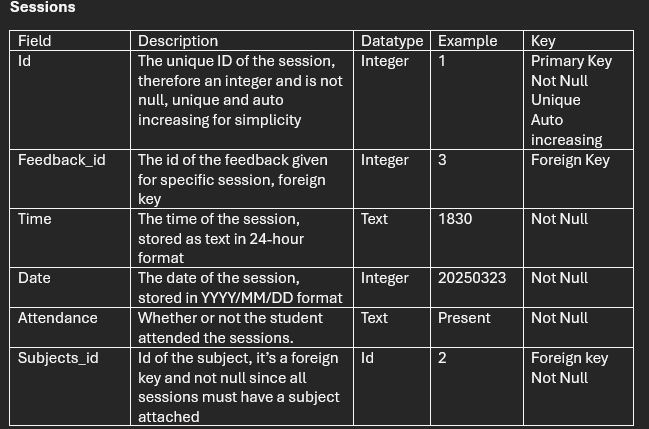 Sessions
Field Description Datatype Example Key
Id The unique ID of the session, Integer 1 Primary Key
therefore an integer and is not Not Null
null, unique and auto Unique
increasing for simplicity Auto
increasing
Feedback_id The id of the feedback given Integer 3 Foreign Key
for specific session, foreign
key
Time The time of the session, Text 1830 Not Null
stored as text in 24-hour
format
Date The date of the session, Integer 20250323 Not Null
stored in YYYY/MM/DD format
Attendance Whether or not the student Text Present Not Null
attended the sessions.
Subjects_id Id of the subject, it’s a foreign Id 2 Foreign key
key and not null since all Not Null
sessions must have a subject
attached